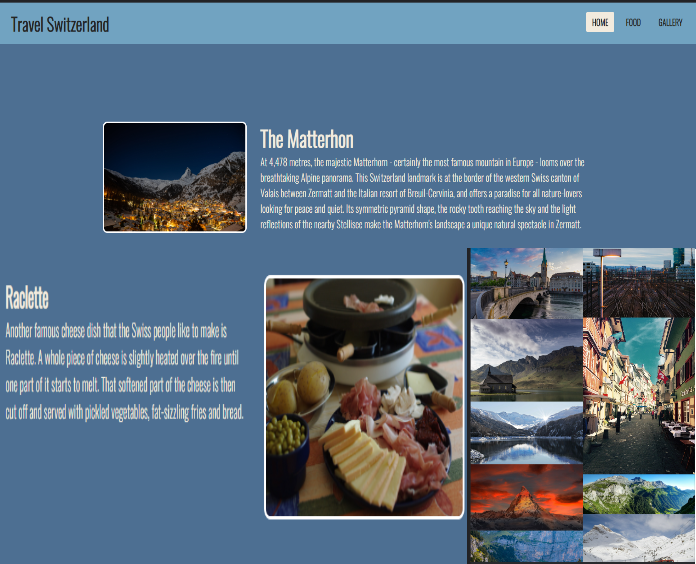 Travel Switzerland
HOME FOOD GALLERY
The Matterhon
At 4,478 metres, the majestic Matterhorn - certainly the most famous mountain in Europe - looms over the
breathtaking Alpine panorama. This Switzerland landmark is at the border of the western Swiss canton of
Valais between Zermatt and the Italian resort of Breuil-Cervinia, and offers a paradise for all nature-lovers
looking for peace and quiet. Its symmetric pyramid shape, the rocky tooth reaching the sky and the light
reflections of the nearby Stellisee make the Matterhorn's landscape a unique natural spectacle in Zermatt.
Raclette
Another famous cheese dish that the Swiss people like to make is
Raclette. A whole piece of cheese is slightly heated over the fire until
one part of it starts to melt. That softened part of the cheese is then
cut off and served with pickled vegetables, fat-sizzling fries and bread.